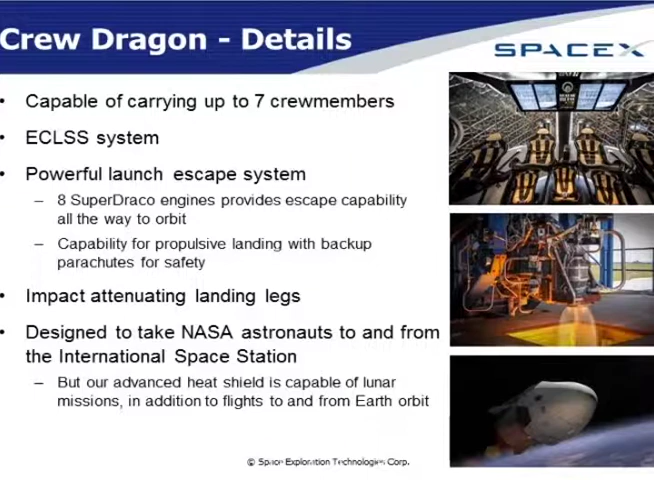 Crew Dragon - Details
SPACEX
• Capable of carrying up to 7 crewmembers
• ECLSS system
• Powerful launch escape system
– 8 SuperDraco engines provides escape capability
all the way to orbit
– Capability for propulsive landing with backup
parachutes for safety
• Impact attenuating landing legs
• Designed to take NASA astronauts to and from
the International Space Station
– But our advanced heat shield is capable of lunar
missions, in addition to flights to and from Earth orbit
© Space Exploration Technologies Corp.